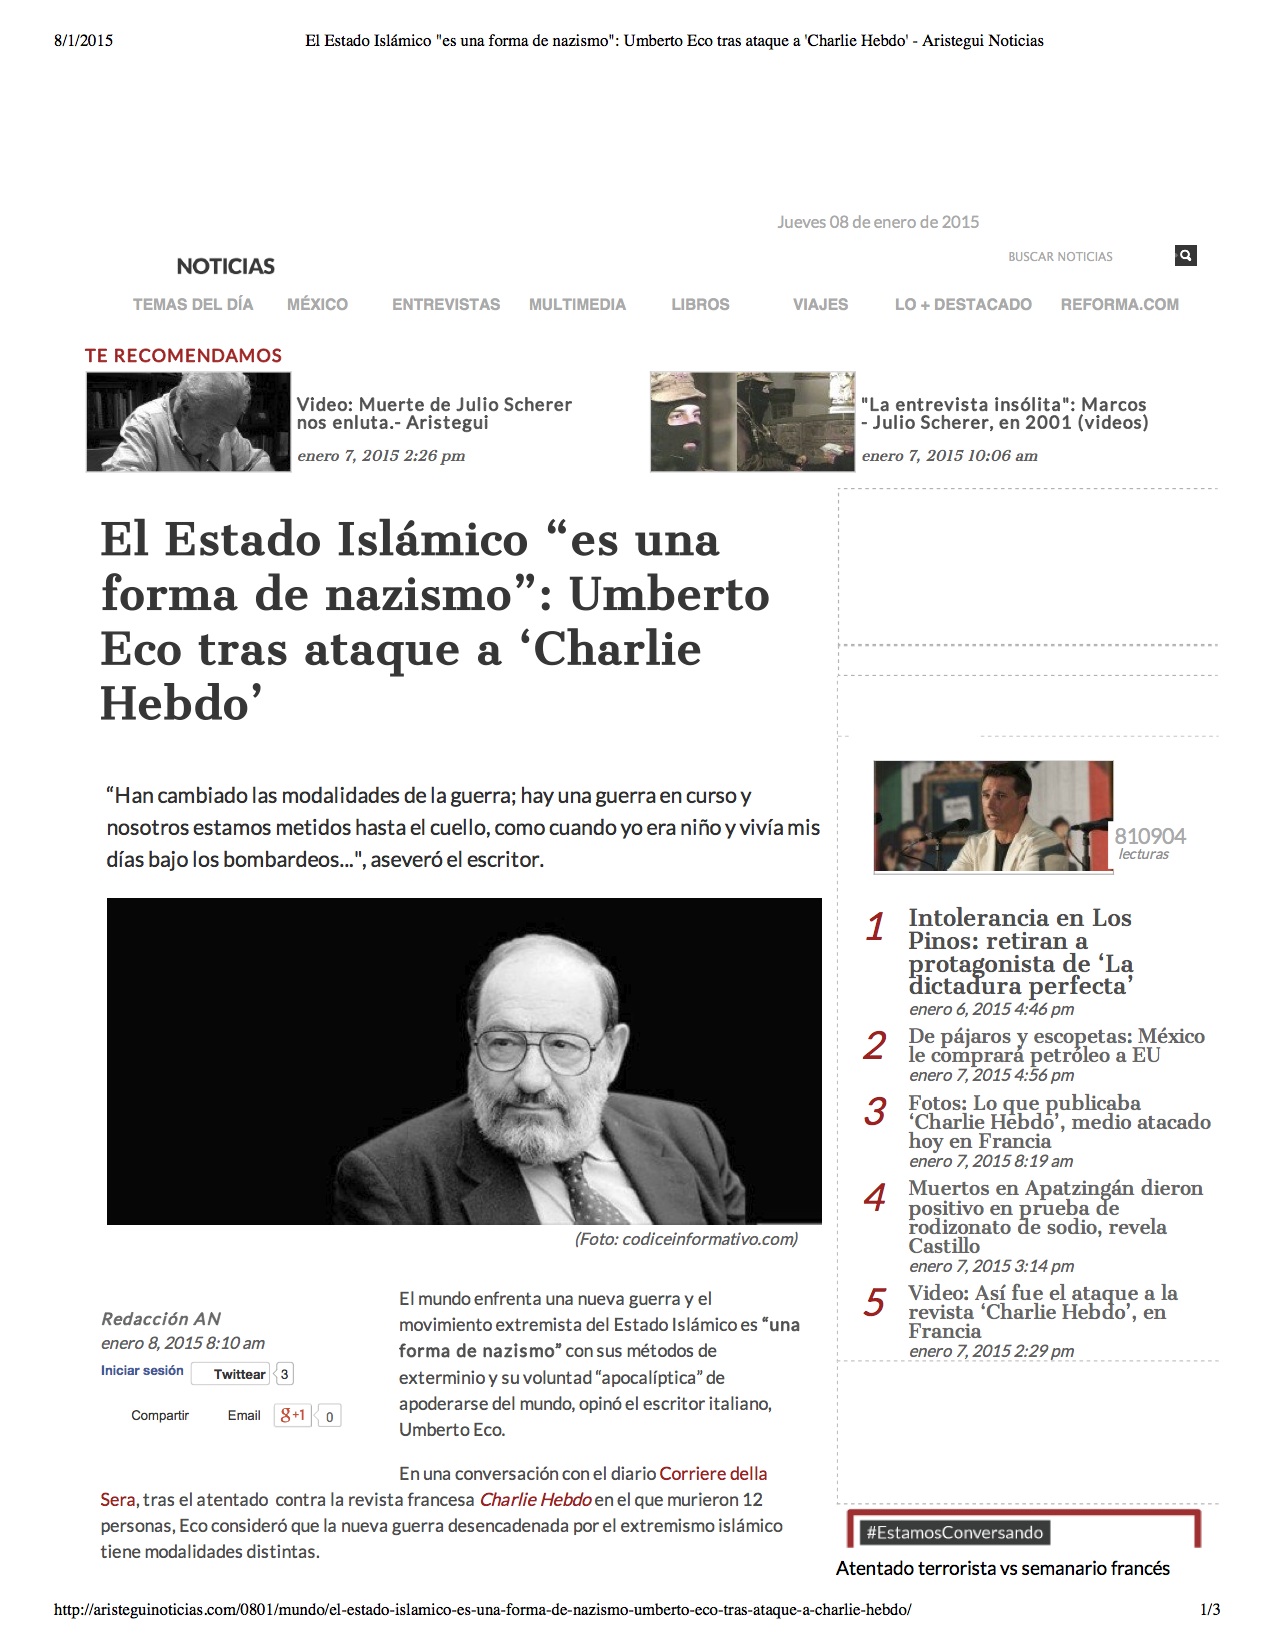 8/1/2015
El Estado Islámico "es una forma de nazismo": Umberto Eco tras ataque a 'Charlie Hebdo' - Aristegui Noticias
Jueves 08 de enero de 2015
NOTICIAS
BUSCAR NOTICIAS
TEMAS DEL DÍA MÉXICO ENTREVISTAS MULTIMEDIA LIBROS VIAJES LO + DESTACADO REFORMA.COM
TE RECOMENDAMOS
Video: Muerte de Julio Scherer
nos enluta.- Aristegui
enero 7, 2015 2:26 pm
"La entrevista insólita": Marcos
- Julio Scherer, en 2001 (videos)
enero 7, 2015 10:06 am
El Estado Islámico “es una
forma de nazismo”: Umberto
Eco tras ataque a ‘Charlie
Hebdo’
“Han cambiado las modalidades de la guerra; hay una guerra en curso y
nosotros estamos metidos hasta el cuello, como cuando yo era niño y vivía mis
días bajo los bombardeos...", aseveró el escritor.
(Foto: codiceinformativo.com)
Redacción AN
enero 8, 2015 8:10 am
Iniciar sesión Twittear 3
Compartir Email g+1 0
El mundo enfrenta una nueva guerra y el
movimiento extremista del Estado Islámico es “una
forma de nazismo” con sus métodos de
exterminio y su voluntad “apocalíptica” de
apoderarse del mundo, opinó el escritor italiano,
Umberto Eco.
En una conversación con el diario Corriere della
Sera, tras el atentado contra la revista francesa Charlie Hebdo en el que murieron 12
personas, Eco consideró que la nueva guerra desencadenada por el extremismo islámico
tiene modalidades distintas.
810904
lecturas
1 Intolerancia en Los
Pinos: retiran a
protagonista de ‘La
dictadura perfecta’
enero 6, 2015 4:46 pm
2 De pájaros y escopetas: México
le comprará petróleo a EU
enero 7, 2015 4:56 pm
3 Fotos: Lo que publicaba
‘Charlie Hebdo’, medio atacado
hoy en Francia
enero 7, 2015 8:19 am
4 Muertos en Apatzingán dieron
positivo en prueba de
rodizonato de sodio, revela
Castillo
enero 7, 2015 3:14 pm
5 Video: Así fue el ataque a la
revista ‘Charlie Hebdo’, en
Francia
enero 7, 2015 2:29 pm
#EstamosConversando
Atentado terrorista vs semanario francés
http://aristeguinoticias.com/0801/mundo/el-estado-islamico-es-una-forma-de-nazismo-umberto-eco-tras-ataque-a-charlie-hebdo/
1/3